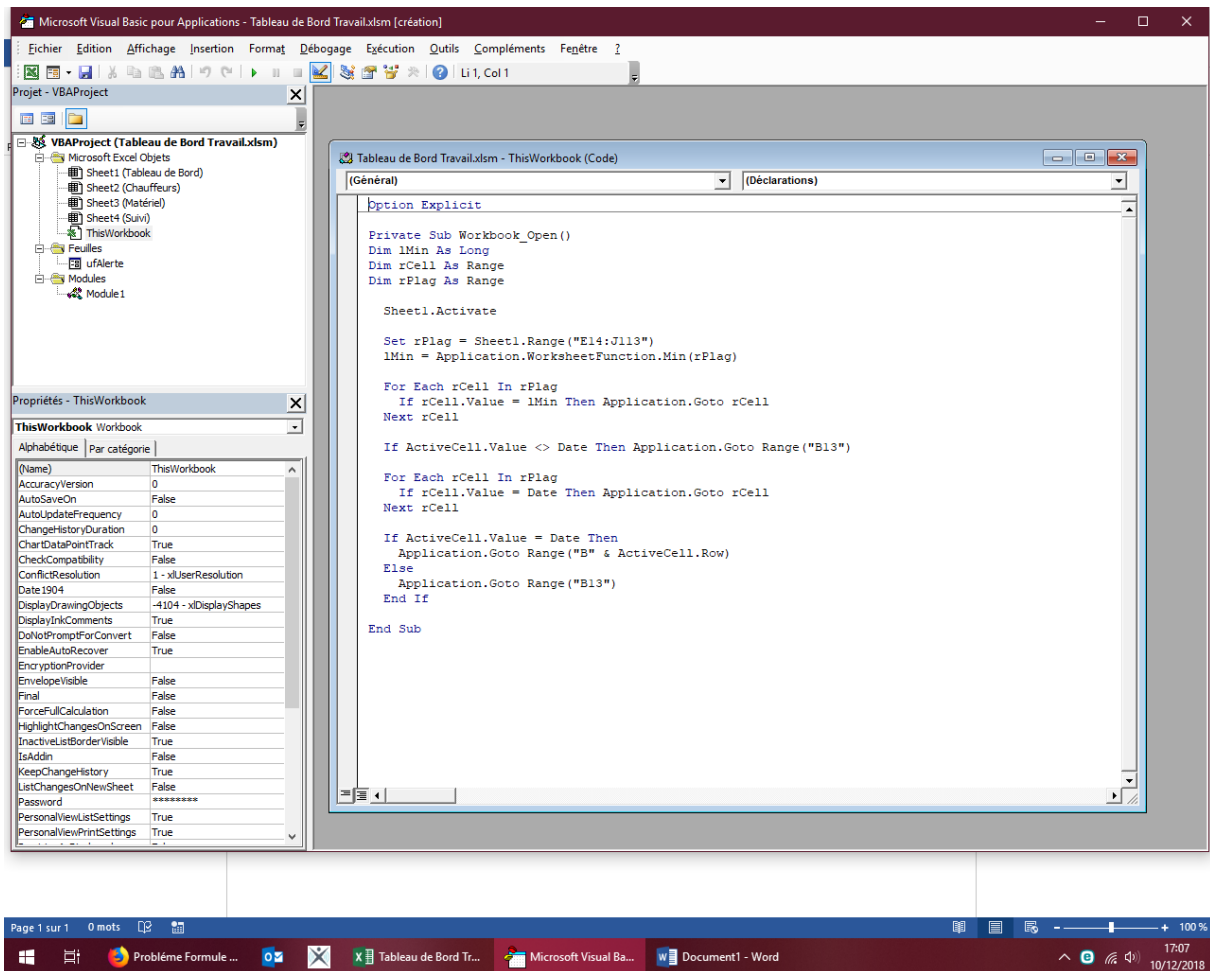 Microsoft Visual Basic pour Applications - Tableau de Bord Travail.xlsm [création]
Fichier Edition Affichage Insertion Format Débogage Exécution Outils Compléments Fenêtre ?
Li 1, Col 1
Projet - VBAProject
VBAProject (Tableau de Bord Travail.xlsm)
Microsoft Excel Objets
Sheet1 (Tableau de Bord)
Sheet2 (Chauffeurs)
Sheet3 (Matériel)
Sheet4 (Suivi)
ThisWorkbook
Feuilles
ufAlerte
Modules
Module1
Propriétés - ThisWorkbook
ThisWorkbook Workbook
Alphabétique Par catégorie
(Name) ThisWorkbook
AccuracyVersion 0
AutoSaveOn False
AutoUpdateFrequency 0
ChangeHistoryDuration 0
ChartDataPointTrack True
CheckCompatibility False
ConflictResolution 1 - xlUserResolution
Date1904 False
DisplayDrawingObjects -4104 - xlDisplayShapes
DisplayInkComments True
DoNotPromptForConvert False
EnableAutoRecover True
EncryptionProvider
EnvelopeVisible False
Final False
ForceFullCalculation False
HighlightChangesOnScreen False
InactiveListBorderVisible True
IsAddin False
KeepChangeHistory True
ListChangesOnNewSheet False
Password ********
PersonalViewListSettings True
PersonalViewPrintSettings True
Tableau de Bord Travail.xlsm - ThisWorkbook (Code)
(Général) (Déclarations)
Option Explicit
Private Sub Workbook_Open()
Dim lMin As Long
Dim rCell As Range
Dim rPlag As Range
Sheet1.Activate
Set rPlag = Sheet1.Range("E14:J113")
lMin = Application.WorksheetFunction.Min(rPlag)
For Each rCell In rPlag
If rCell.Value = lMin Then Application.Goto rCell
Next rCell
If ActiveCell.Value <> Date Then Application.Goto Range("B13")
For Each rCell In rPlag
If rCell.Value = Date Then Application.Goto rCell
Next rCell
If ActiveCell.Value = Date Then
Application.Goto Range("B" & ActiveCell.Row)
Else
Application.Goto Range("B13")
End If
End Sub
Page 1 sur 1 0 mots 100 %
Probléme Formule ... Tableau de Bord Tr... Microsoft Visual Ba... Document1 - Word
17:07
10/12/2018